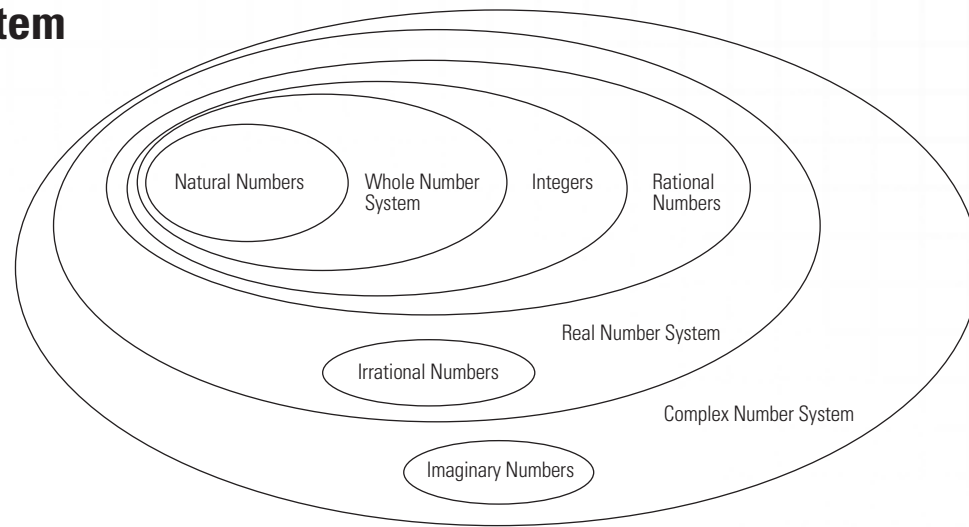 tem
Natural Numbers
Whole Number
System
Integers
Rational
Numbers
Real Number System
Irrational Numbers
Complex Number System
Imaginary Numbers